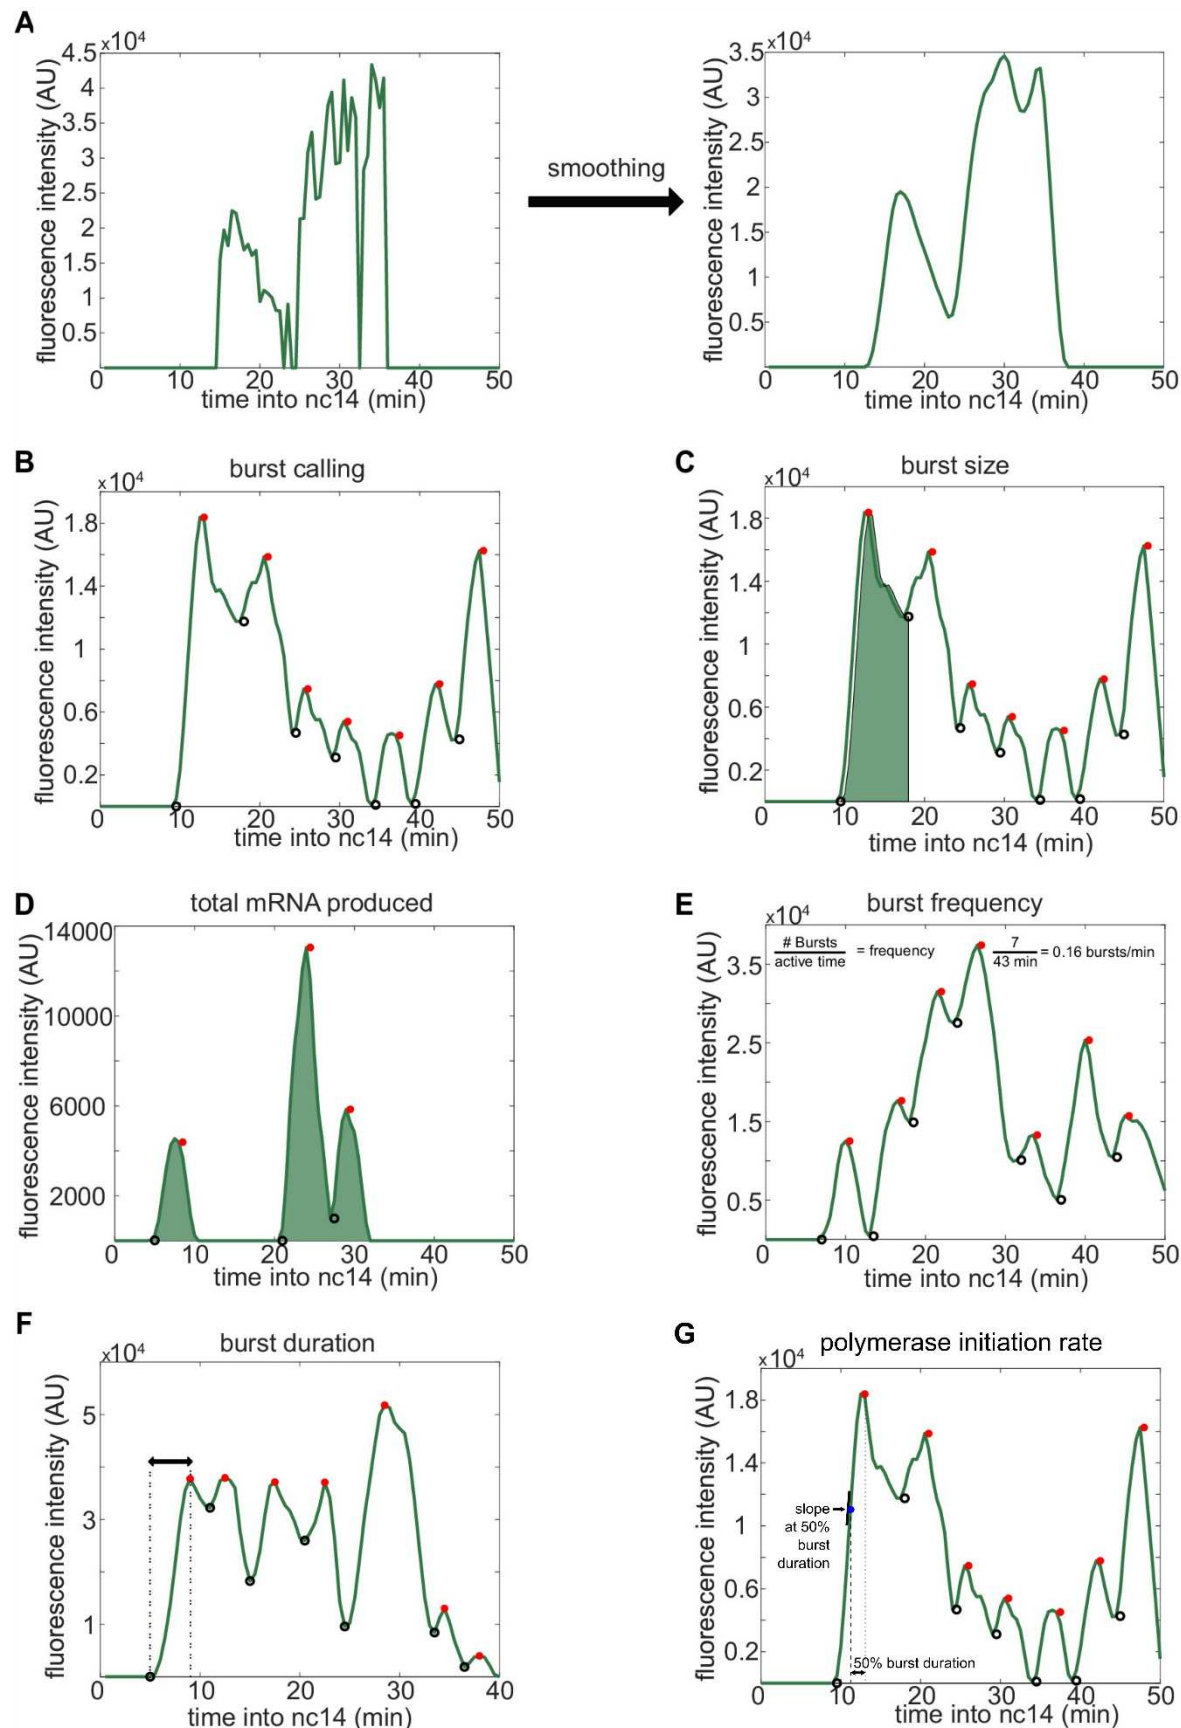 A
x10⁴
4.5
4
3.5
3
2.5
2
1.5
1
0.5
0 10 20 30 40 50
fluorescence intensity (AU)
time into nc14 (min)
smoothing
x10⁴
3.5
3
2.5
2
1.5
1
0.5
0 10 20 30 40 50
fluorescence intensity (AU)
time into nc14 (min)
B
burst calling
x10⁴
1.8
1.4
1
0.6
0.2
0 10 20 30 40 50
fluorescence intensity (AU)
time into nc14 (min)
C
burst size
x10⁴
1.8
1.4
1
0.6
0.2
0 10 20 30 40 50
fluorescence intensity (AU)
time into nc14 (min)
D
total mRNA produced
14000
10000
6000
2000
0 10 20 30 40 50
fluorescence intensity (AU)
time into nc14 (min)
E
burst frequency
x10⁴
# Bursts
active time
= frequency
7
43 min
= 0.16 bursts/min
3.5
2.5
1.5
0.5
0 10 20 30 40 50
fluorescence intensity (AU)
time into nc14 (min)
F
burst duration
x10⁴
5
3
1
0 10 20 30 40
fluorescence intensity (AU)
time into nc14 (min)
G
polymerase initiation rate
x10⁴
1.8
1.4
1
0.6
0.2
slope
at 50%
burst
duration
50% burst duration
0 10 20 30 40 50
fluorescence intensity (AU)
time into nc14 (min)